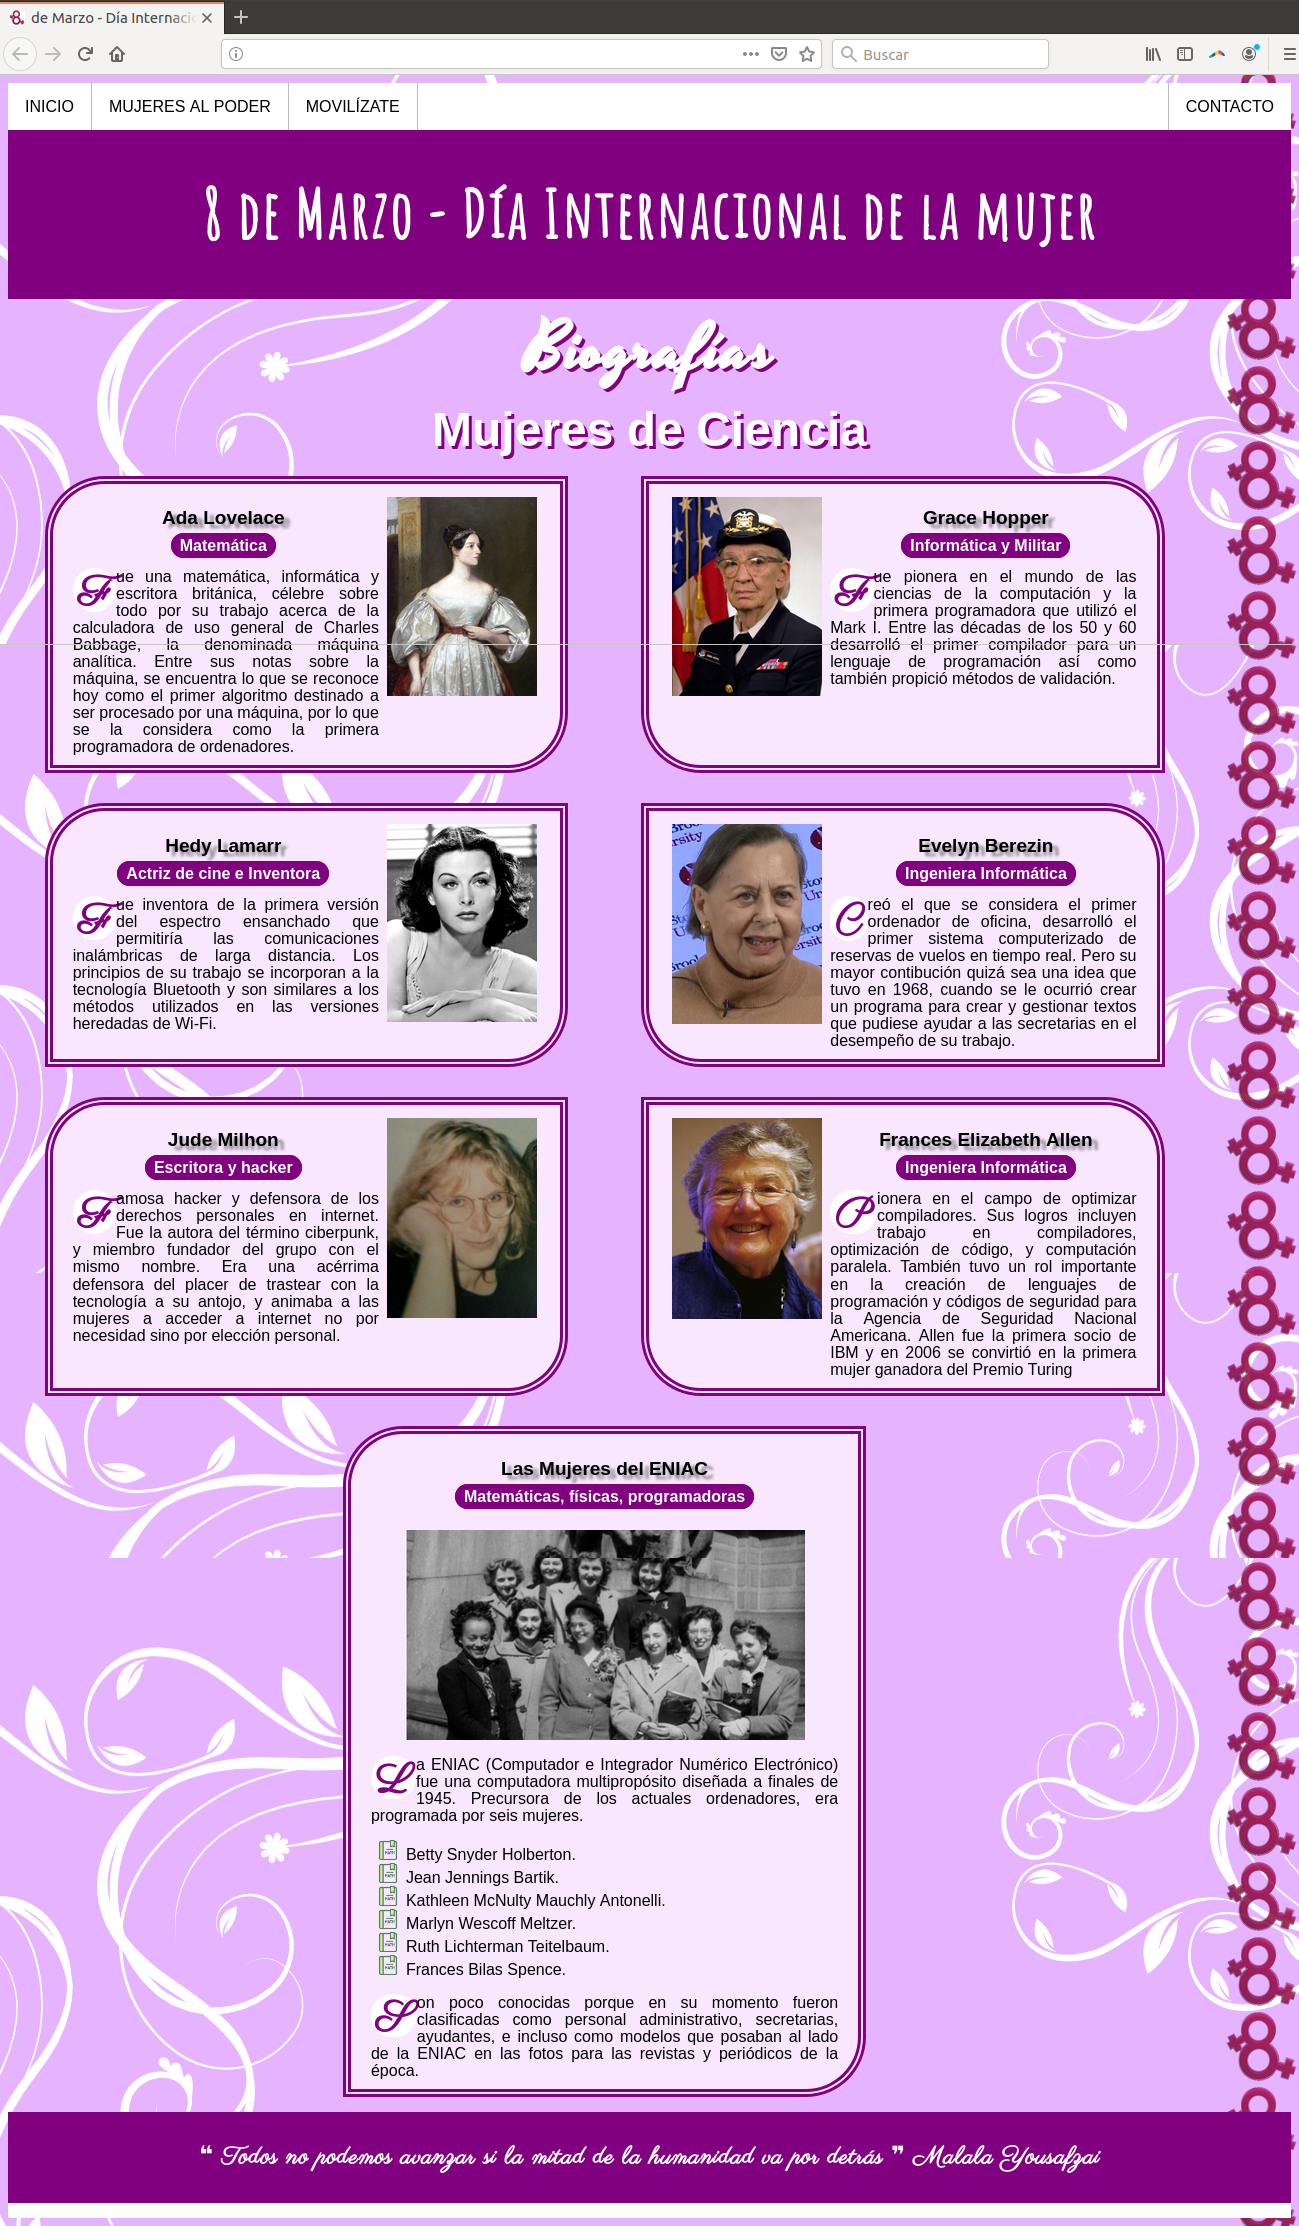 de Marzo - Día Internacio
Buscar
INICIO
MUJERES AL PODER
MOVILÍZATE
CONTACTO
8 de Marzo - Día Internacional de la mujer
Biografías
Mujeres de Ciencia
Ada Lovelace
Matemática
Fue una matemática, informática y
escritora británica, célebre sobre
todo por su trabajo acerca de la
calculadora de uso general de Charles
Babbage, la denominada máquina
analítica. Entre sus notas sobre la
máquina, se encuentra lo que se reconoce
hoy como el primer algoritmo destinado a
ser procesado por una máquina, por lo que
se la considera como la primera
programadora de ordenadores.
Grace Hopper
Informática y Militar
Fue pionera en el mundo de las
ciencias de la computación y la
primera programadora que utilizó el
Mark I. Entre las décadas de los 50 y 60
desarrolló el primer compilador para un
lenguaje de programación así como
también propició métodos de validación.
Hedy Lamarr
Actriz de cine e Inventora
Fue inventora de la primera versión
del espectro ensanchado que
permitiría las comunicaciones
inalámbricas de larga distancia. Los
principios de su trabajo se incorporan a la
tecnología Bluetooth y son similares a los
métodos utilizados en las versiones
heredadas de Wi-Fi.
Evelyn Berezin
Ingeniera Informática
Creó el que se considera el primer
ordenador de oficina, desarrolló el
primer sistema computerizado de
reservas de vuelos en tiempo real. Pero su
mayor contibución quizá sea una idea que
tuvo en 1968, cuando se le ocurrió crear
un programa para crear y gestionar textos
que pudiese ayudar a las secretarias en el
desempeño de su trabajo.
Jude Milhon
Escritora y hacker
Famosa hacker y defensora de los
derechos personales en internet.
Fue la autora del término ciberpunk,
y miembro fundador del grupo con el
mismo nombre. Era una acérrima
defensora del placer de trastear con la
tecnología a su antojo, y animaba a las
mujeres a acceder a internet no por
necesidad sino por elección personal.
Frances Elizabeth Allen
Ingeniera Informática
Pionera en el campo de optimizar
compiladores. Sus logros incluyen
trabajo en compiladores,
optimización de código, y computación
paralela. También tuvo un rol importante
en la creación de lenguajes de
programación y códigos de seguridad para
la Agencia de Seguridad Nacional
Americana. Allen fue la primera socio de
IBM y en 2006 se convirtió en la primera
mujer ganadora del Premio Turing
Las Mujeres del ENIAC
Matemáticas, físicas, programadoras
La ENIAC (Computador e Integrador Numérico Electrónico)
fue una computadora multipropósito diseñada a finales de
1945. Precursora de los actuales ordenadores, era
programada por seis mujeres.
Betty Snyder Holberton.
Jean Jennings Bartik.
Kathleen McNulty Mauchly Antonelli.
Marlyn Wescoff Meltzer.
Ruth Lichterman Teitelbaum.
Frances Bilas Spence.
Son poco conocidas porque en su momento fueron
clasificadas como personal administrativo, secretarias,
ayudantes, e incluso como modelos que posaban al lado
de la ENIAC en las fotos para las revistas y periódicos de la
época.
❝ Todos no podemos avanzar si la mitad de la humanidad va por detrás ❞ Malala Yousafzai